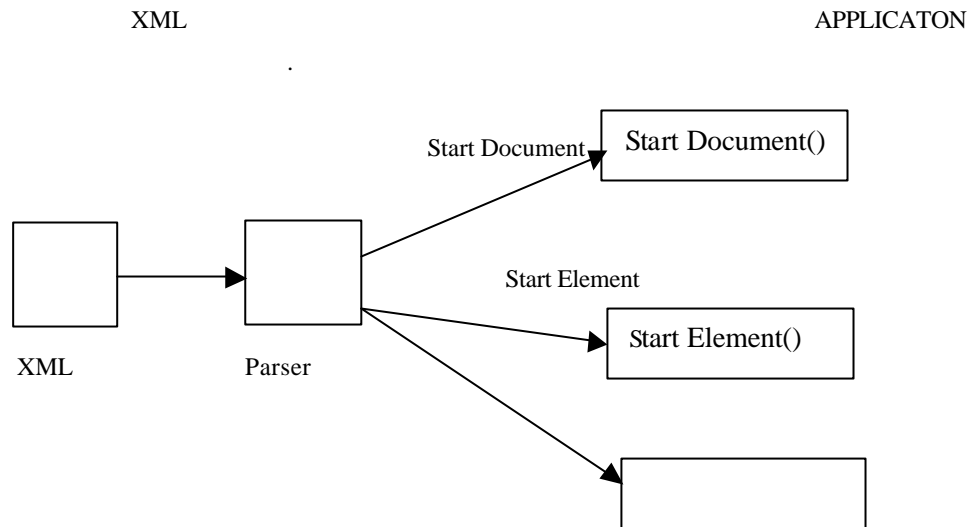 XML
APPLICATON
.
Start Document
Start Document()
Start Element
Start Element()
XML
Parser